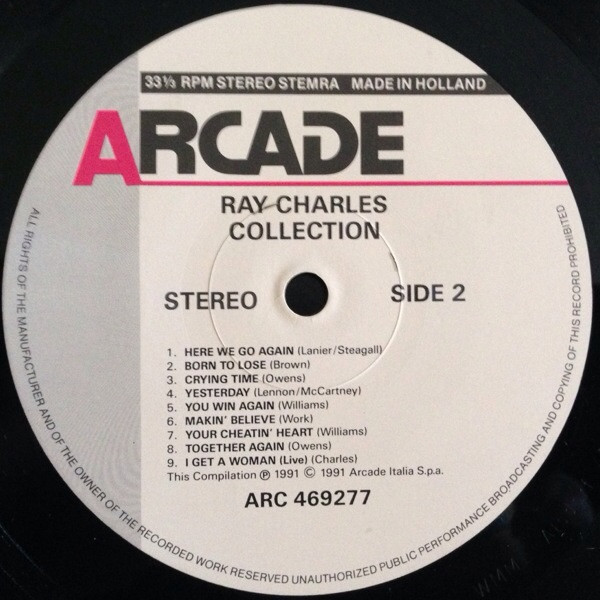 33⅓ RPM STEREO STEMRA MADE IN HOLLAND
ARCADE
RAY CHARLES
COLLECTION
STEREO
SIDE 2
1. HERE WE GO AGAIN (Lanier/Steagall)
2. BORN TO LOSE (Brown)
3. CRYING TIME (Owens)
4. YESTERDAY (Lennon/McCartney)
5. YOU WIN AGAIN (Williams)
6. MAKIN' BELIEVE (Work)
7. YOUR CHEATIN' HEART (Williams)
8. TOGETHER AGAIN (Owens)
9. I GET A WOMAN (Live) (Charles)
This Compilation ℗ 1991 © 1991 Arcade Italia S.p.a.
ARC 469277
ALL RIGHTS OF THE MANUFACTURER AND OF THE OWNER OF THE RECORDED WORK RESERVED UNAUTHORIZED PUBLIC PERFORMANCE BROADCASTING AND COPYING OF THIS RECORD PROHIBITED